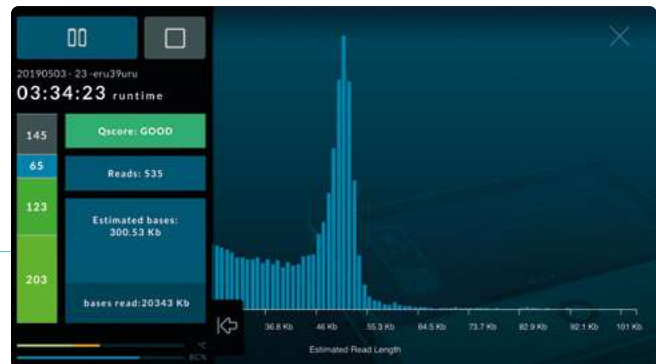 20190503 - 23 -eru39uru
03:34:23 runtime
145
Qscore: GOOD
65
Reads: 535
123
Estimated bases:
300.53 Kb
203
bases read:20343 Kb
36.8 Kb 46 Kb 55.3 Kb 64.5 Kb 73.7 Kb 82.9 Kb 92.1 Kb 101 Kb
Estimated Read Length
°C